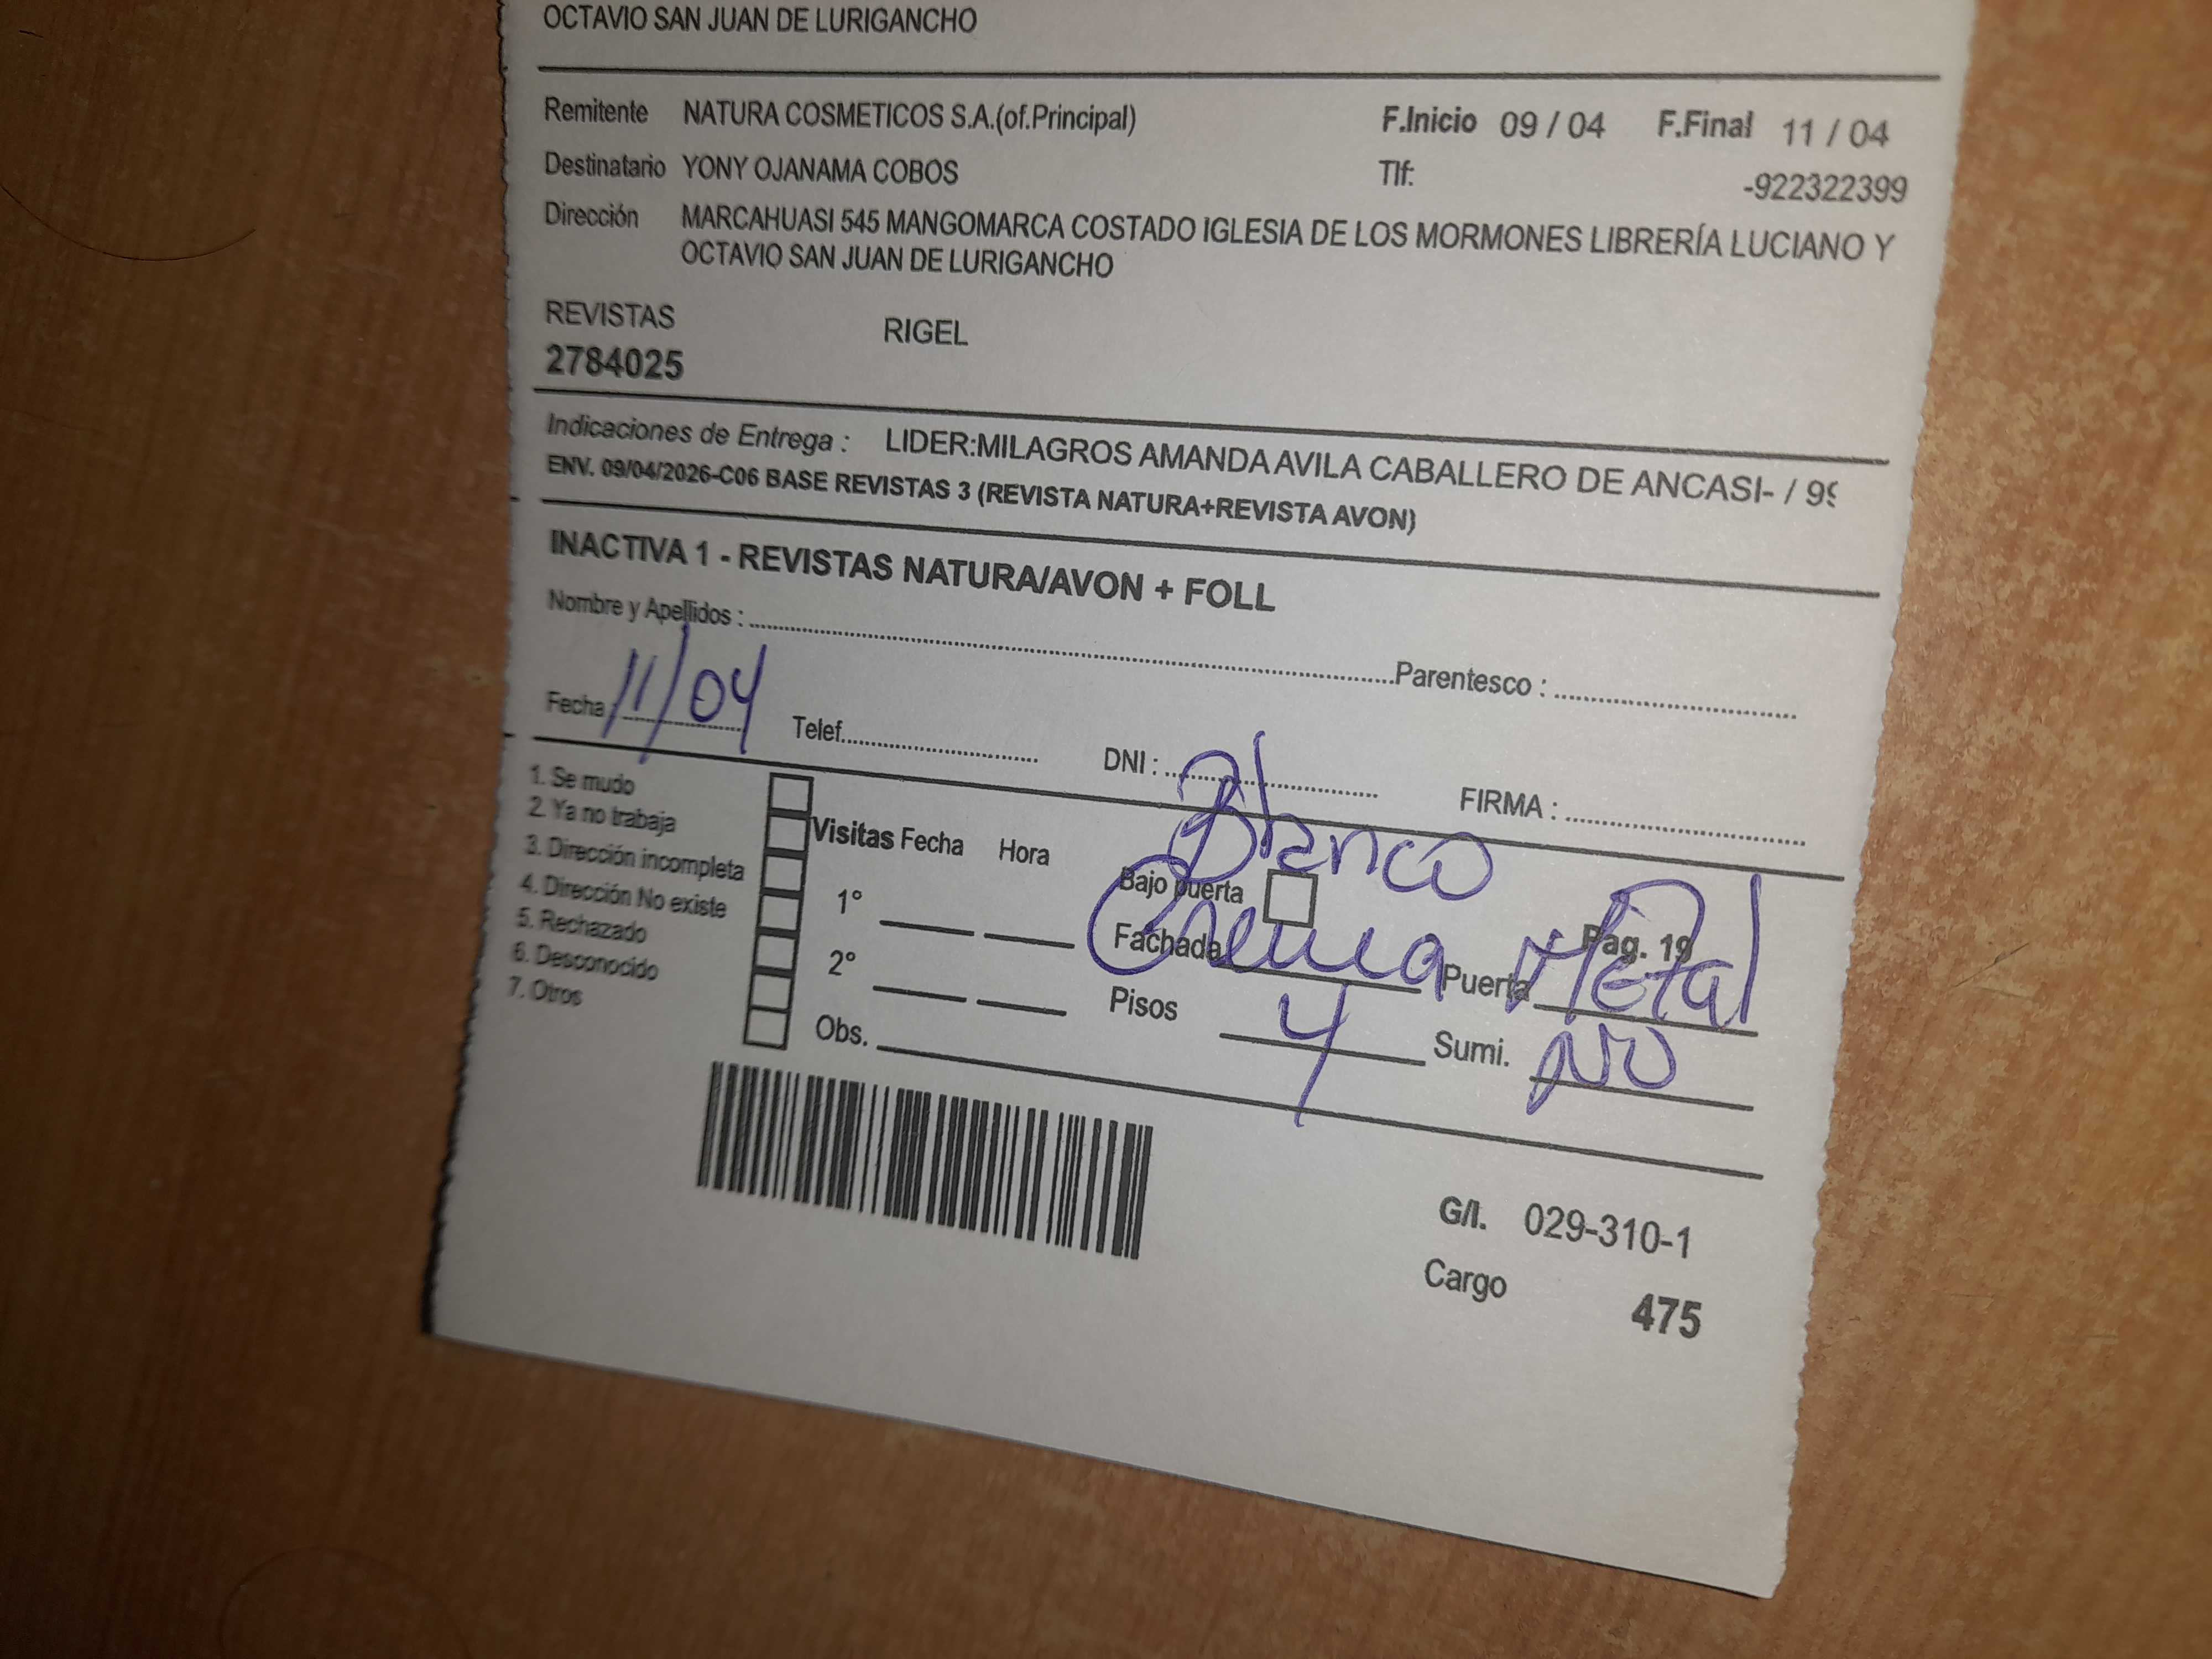 OCTAVIO SAN JUAN DE LURIGANCHO
Remitente NATURA COSMETICOS S.A.(of.Principal) F.Inicio 09 / 04 F.Final 11 / 04
Destinatario YONY OJANAMA COBOS Tlf: -922322399
Dirección MARCAHUASI 545 MANGOMARCA COSTADO IGLESIA DE LOS MORMONES LIBRERÍA LUCIANO Y
OCTAVIO SAN JUAN DE LURIGANCHO
REVISTAS RIGEL
2784025
Indicaciones de Entrega : LIDER:MILAGROS AMANDA AVILA CABALLERO DE ANCASI- / 99
ENV. 09/04/2026-C06 BASE REVISTAS 3 (REVISTA NATURA+REVISTA AVON)
INACTIVA 1 - REVISTAS NATURA/AVON + FOLL
Nombre y Apellidos : Parentesco :
Fecha 11/04 Telef. DNI : FIRMA :
1. Se mudo
2. Ya no trabaja
3. Dirección incompleta
4. Dirección No existe
5. Rechazado
6. Desconocido
7. Otros
Visitas Fecha Hora
1°
2°
Obs.
Blanco
Bajo puerta Pag. 19
Fachada Crema Puerta Metal
Pisos 4 Sumi. NO
G/I. 029-310-1
Cargo 475